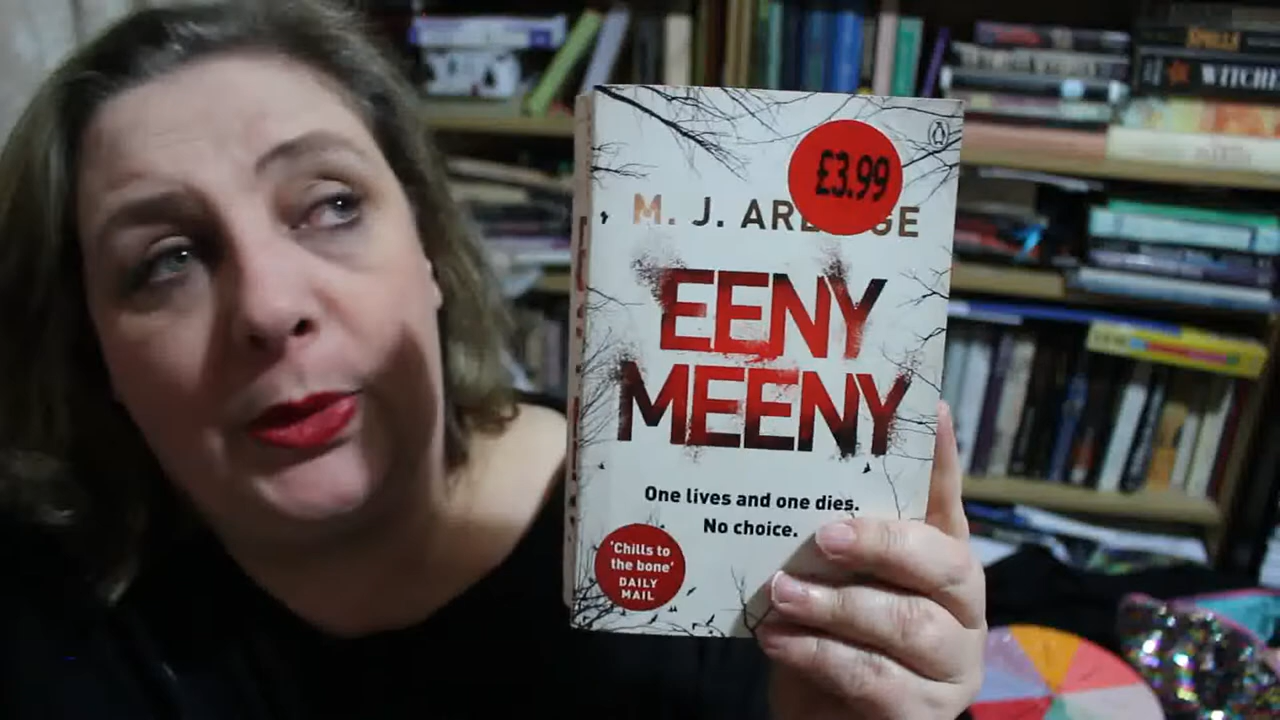 SPELLS
WITCHE
£3.99
M. J. AR GE
EENY
MEENY
One lives and one dies.
No choice.
'Chills to
the bone'
DAILY
MAIL